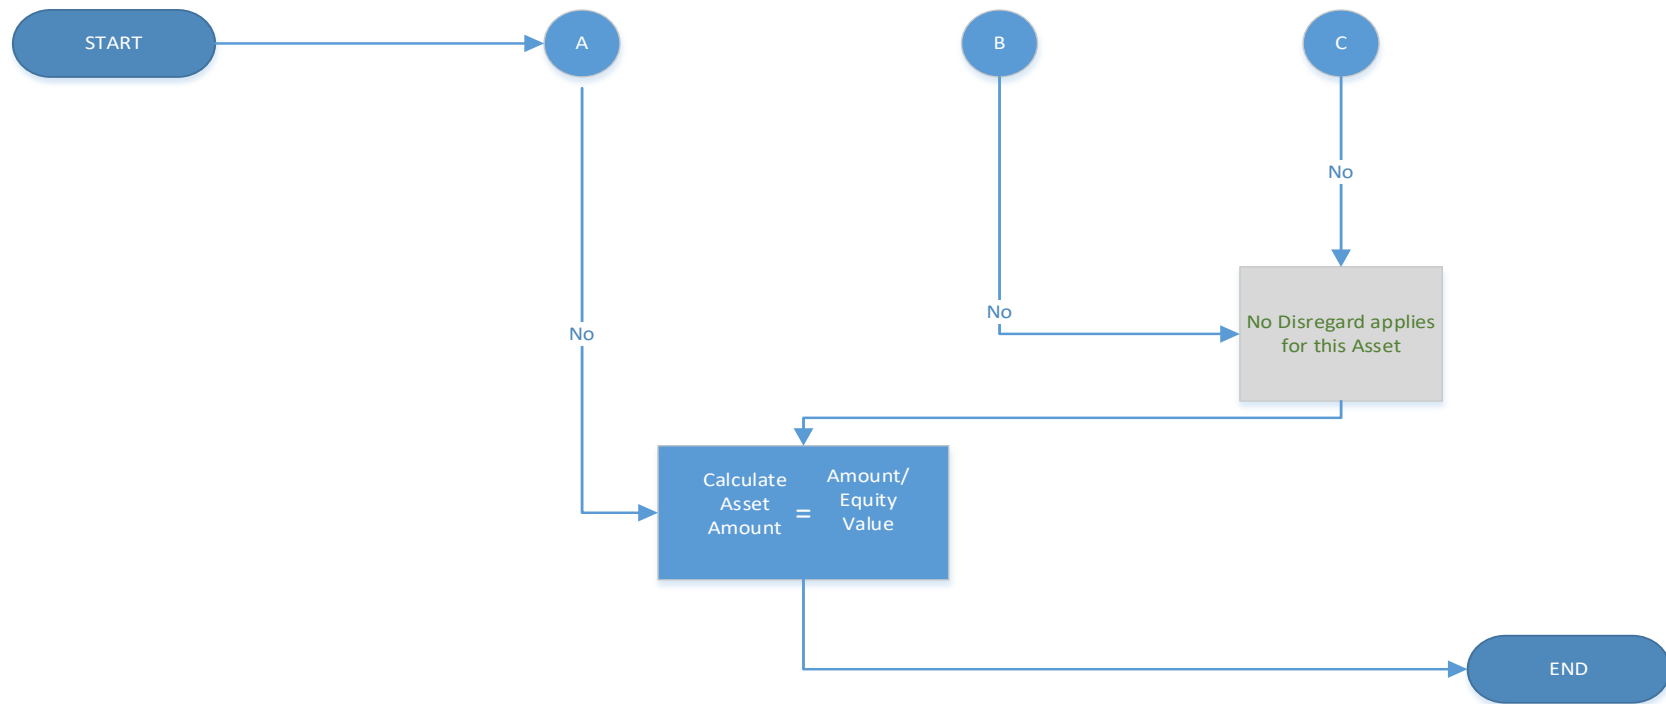 START
A
B
C
No
No
No
No Disregard applies
for this Asset
Calculate
Asset
Amount
=
Amount/
Equity
Value
END